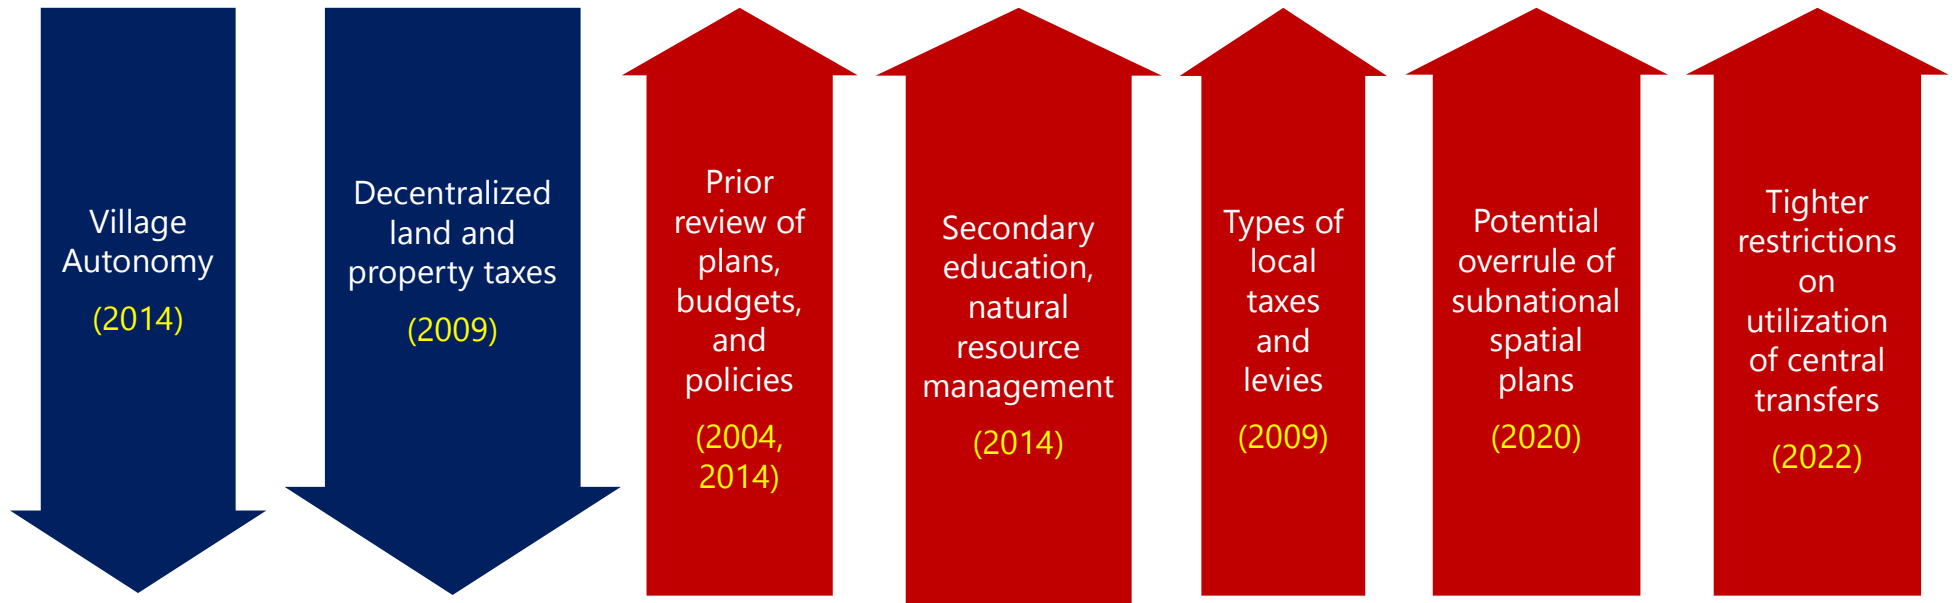 Village
Autonomy
(2014)
Decentralized
land and
property taxes
(2009)
Prior
review of
plans,
budgets,
and
policies
(2004,
2014)
Secondary
education,
natural
resource
management
(2014)
Types of
local
taxes
and
levies
(2009)
Potential
overrule of
subnational
spatial
plans
(2020)
Tighter
restrictions
on
utilization
of central
transfers
(2022)